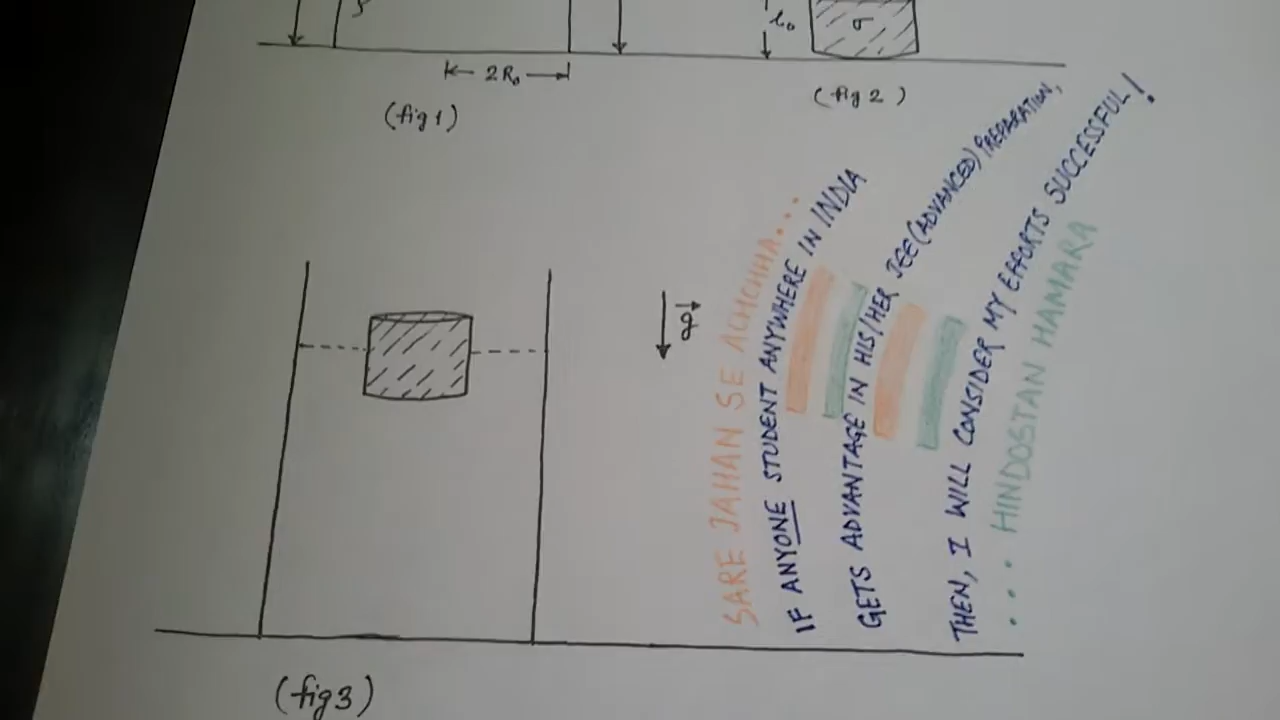 ρ
l₀
σ
2R₀
(fig 1)
(fig 2)
g
SARE JAHAN SE ACHCHHA...
IF ANYONE STUDENT ANYWHERE IN INDIA
GETS ADVANTAGE IN HIS/HER JEE(ADVANCED) PREPARATION,
THEN, I WILL CONSIDER MY EFFORTS SUCCESSFUL!
... HINDOSTAN HAMARA
(fig 3)